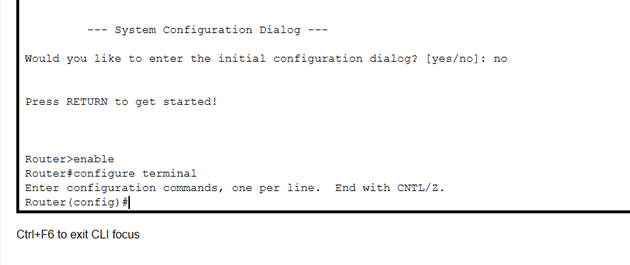 --- System Configuration Dialog ---
Would you like to enter the initial configuration dialog? [yes/no]: no
Press RETURN to get started!
Router>enable
Router#configure terminal
Enter configuration commands, one per line.  End with CNTL/Z.
Router(config)#
Ctrl+F6 to exit CLI focus